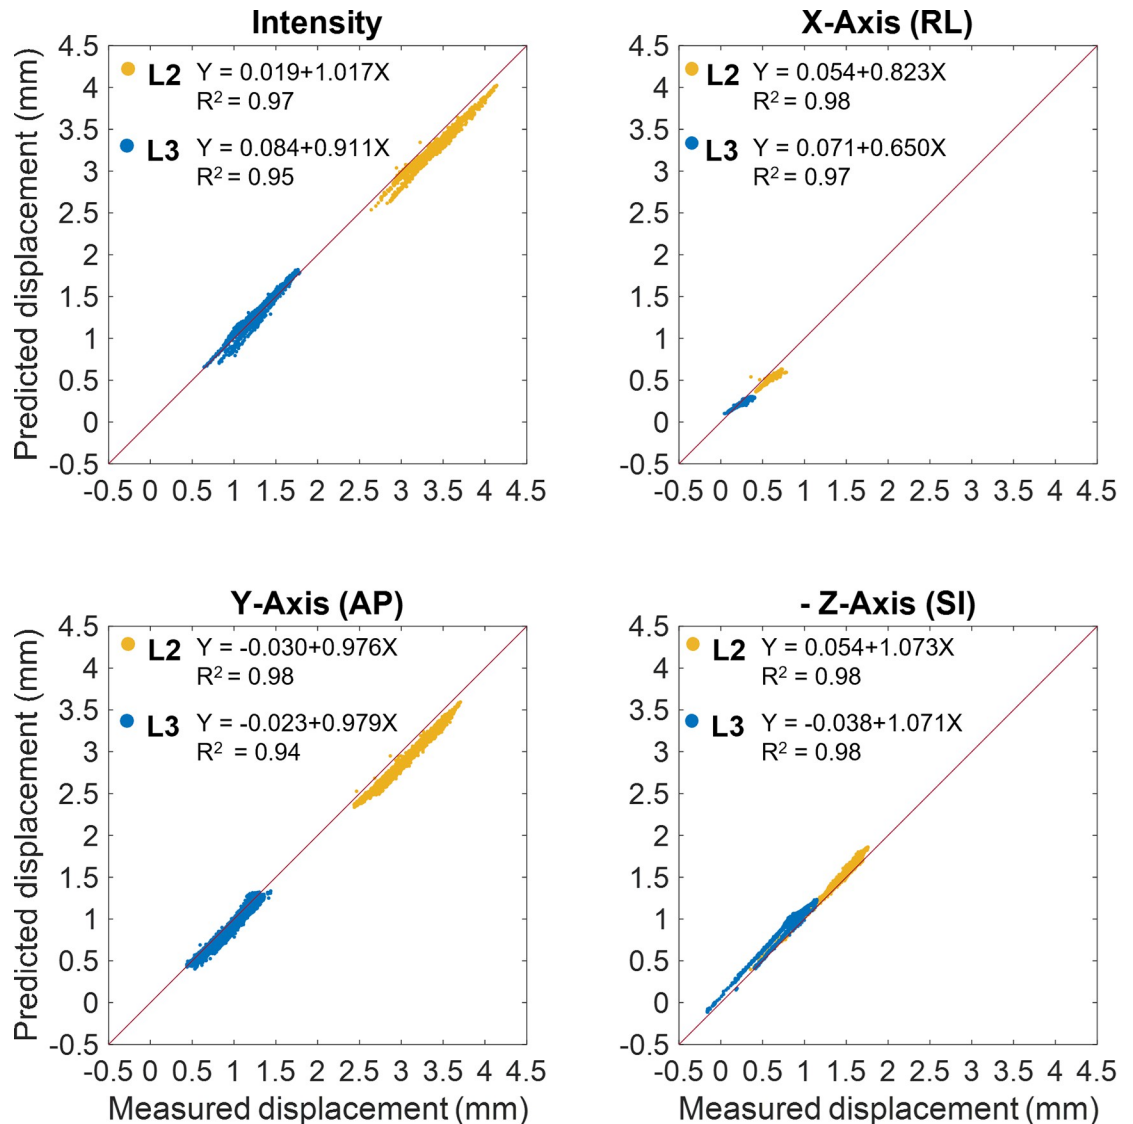 Intensity
Predicted displacement (mm)
4.5
4
3.5
3
2.5
2
1.5
1
0.5
0
-0.5
L2 Y = 0.019+1.017X
R² = 0.97
L3 Y = 0.084+0.911X
R² = 0.95
-0.5 0 0.5 1 1.5 2 2.5 3 3.5 4 4.5
X-Axis (RL)
4.5
4
3.5
3
2.5
2
1.5
1
0.5
0
-0.5
L2 Y = 0.054+0.823X
R² = 0.98
L3 Y = 0.071+0.650X
R² = 0.97
-0.5 0 0.5 1 1.5 2 2.5 3 3.5 4 4.5
Y-Axis (AP)
Predicted displacement (mm)
4.5
4
3.5
3
2.5
2
1.5
1
0.5
0
-0.5
L2 Y = -0.030+0.976X
R² = 0.98
L3 Y = -0.023+0.979X
R² = 0.94
-0.5 0 0.5 1 1.5 2 2.5 3 3.5 4 4.5
Measured displacement (mm)
- Z-Axis (SI)
4.5
4
3.5
3
2.5
2
1.5
1
0.5
0
-0.5
L2 Y = 0.054+1.073X
R² = 0.98
L3 Y = -0.038+1.071X
R² = 0.98
-0.5 0 0.5 1 1.5 2 2.5 3 3.5 4 4.5
Measured displacement (mm)